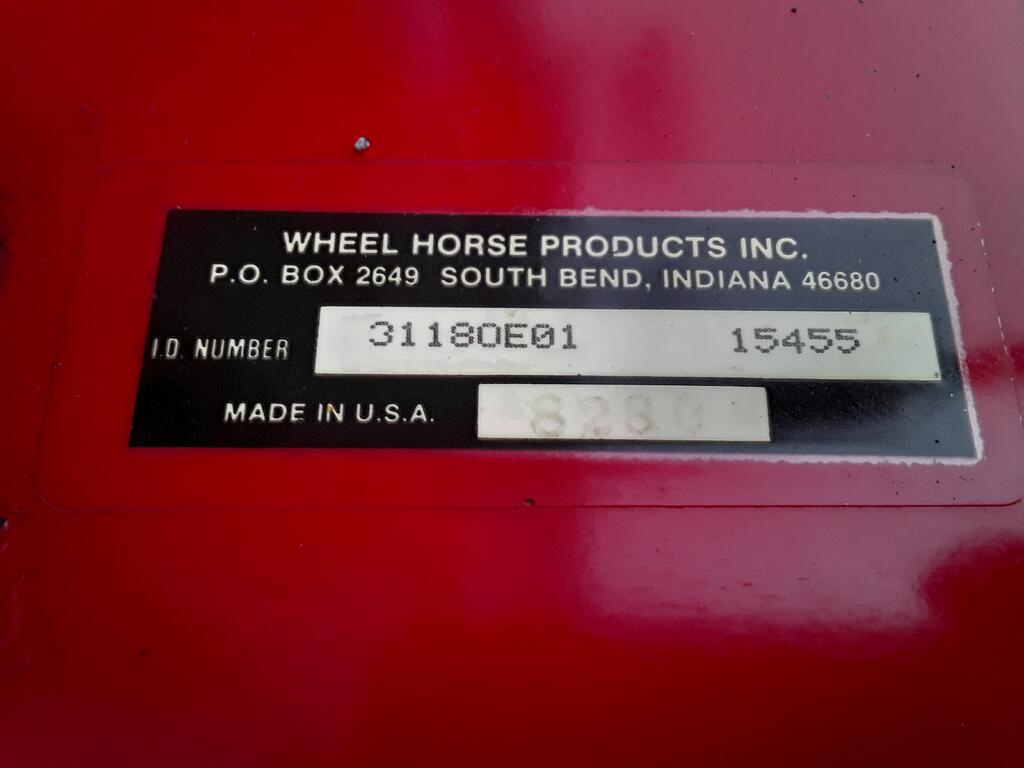 WHEEL HORSE PRODUCTS INC.
P.O. BOX 2649 SOUTH BEND, INDIANA 46680
I.D. NUMBER 31180E01 15455
MADE IN U.S.A.